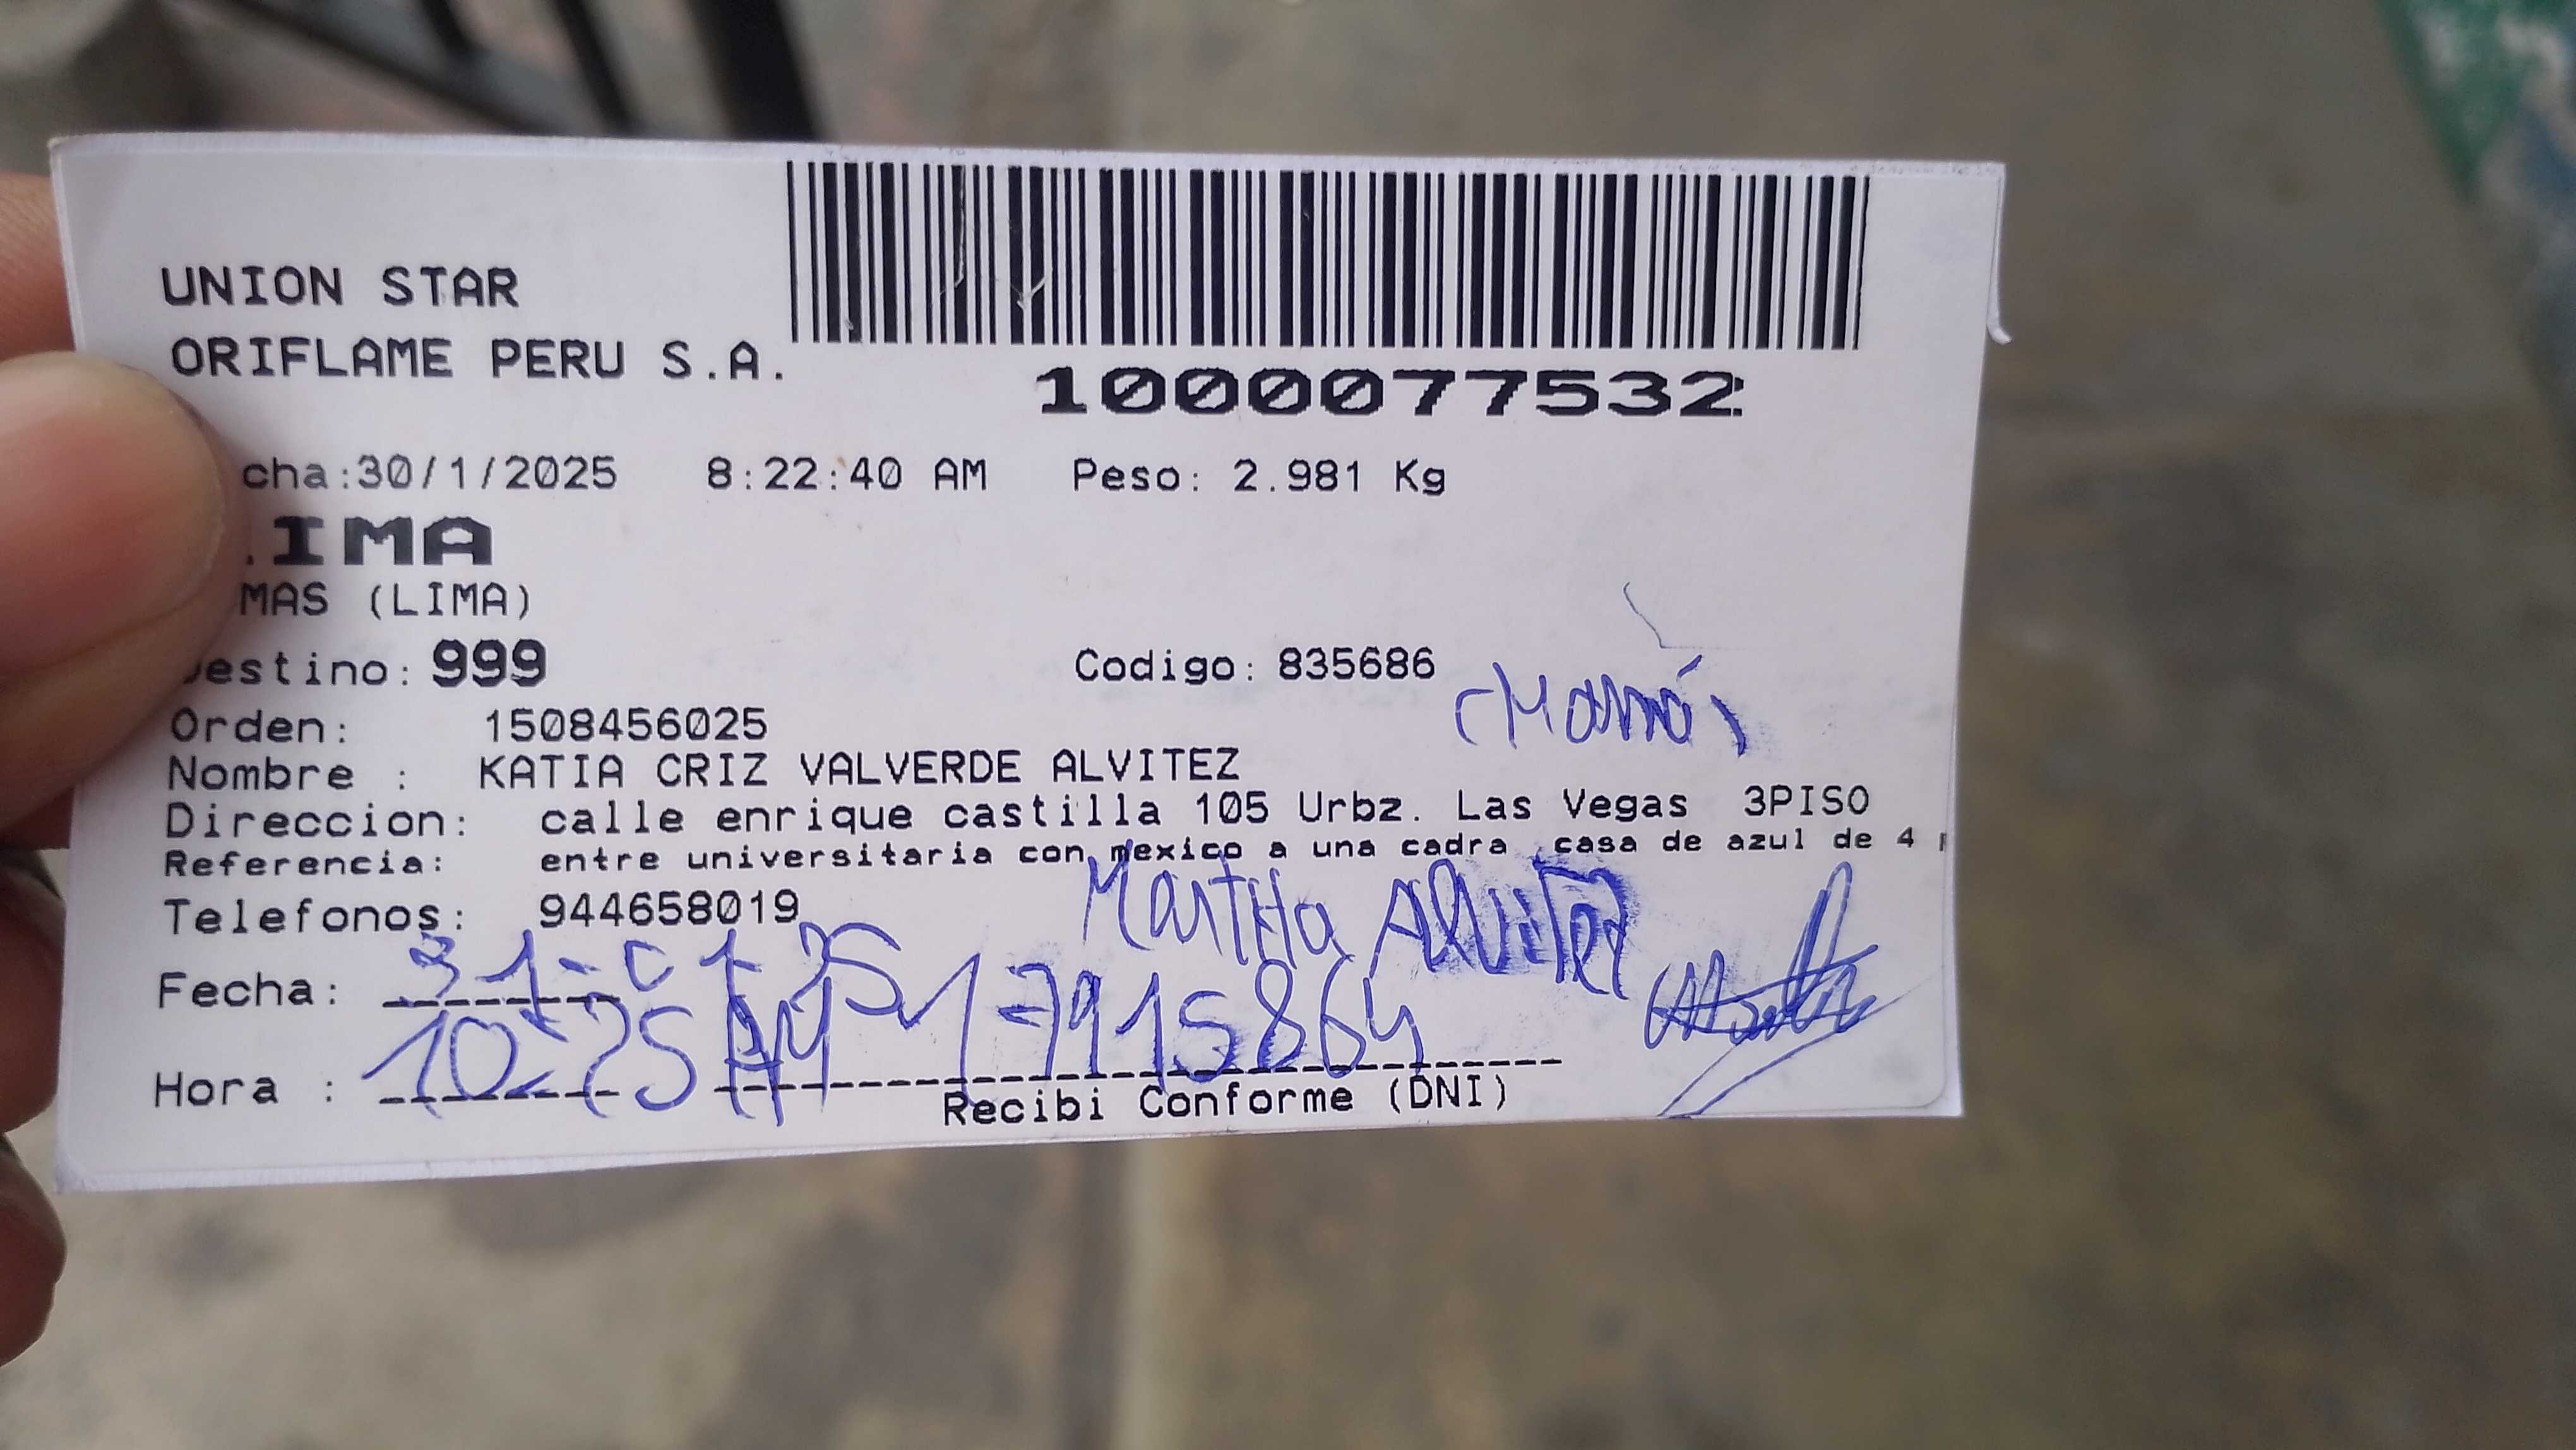 UNION STAR
ORIFLAME PERU S.A.
1000077532
cha:30/1/2025 8:22:40 AM Peso: 2.981 Kg
IMA
MAS (LIMA)
estino: 999 Codigo: 835686
(Mamá)
Orden: 1508456025
Nombre : KATIA CRIZ VALVERDE ALVITEZ
Direccion: calle enrique castilla 105 Urbz. Las Vegas 3PISO
Referencia: entre universitaria con mexico a una cadra casa de azul de 4
Telefonos: 944658019
Martha Alvitez
Fecha: 31-01-25
17915864
Hora : 10:25 AM
Recibi Conforme (DNI)